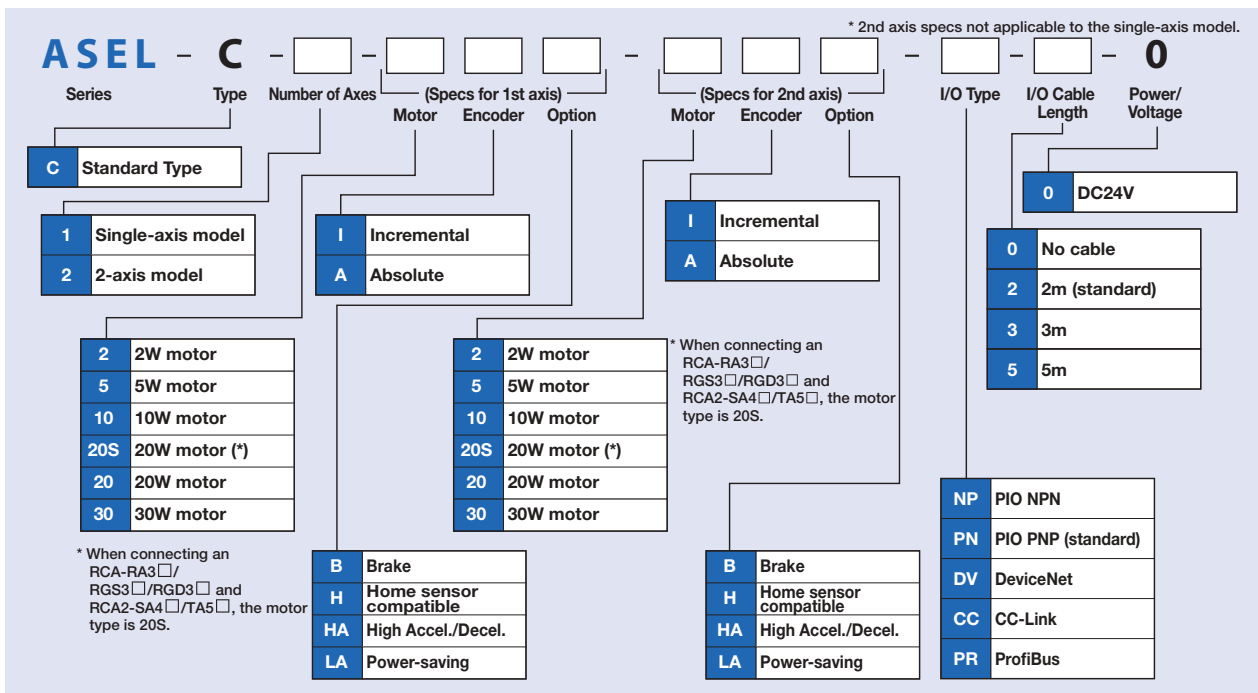 * 2nd axis specs not applicable to the single-axis model.
ASEL - C - - - - - 0
Series
Type
Number of Axes
(Specs for 1st axis)
Motor
Encoder
Option
(Specs for 2nd axis)
Motor
Encoder
Option
I/O Type
I/O Cable
Length
Power/
Voltage
C Standard Type
1 Single-axis model
2 2-axis model
I Incremental
A Absolute
I Incremental
A Absolute
0 DC24V
0 No cable
2 2m (standard)
3 3m
5 5m
2 2W motor
5 5W motor
10 10W motor
20S 20W motor (*)
20 20W motor
30 30W motor
* When connecting an
RCA-RA3□/
RGS3□/RGD3□ and
RCA2-SA4□/TA5□, the motor
type is 20S.
2 2W motor
5 5W motor
10 10W motor
20S 20W motor (*)
20 20W motor
30 30W motor
* When connecting an
RCA-RA3□/
RGS3□/RGD3□ and
RCA2-SA4□/TA5□, the motor
type is 20S.
B Brake
H Home sensor
compatible
HA High Accel./Decel.
LA Power-saving
B Brake
H Home sensor
compatible
HA High Accel./Decel.
LA Power-saving
NP PIO NPN
PN PIO PNP (standard)
DV DeviceNet
CC CC-Link
PR ProfiBus